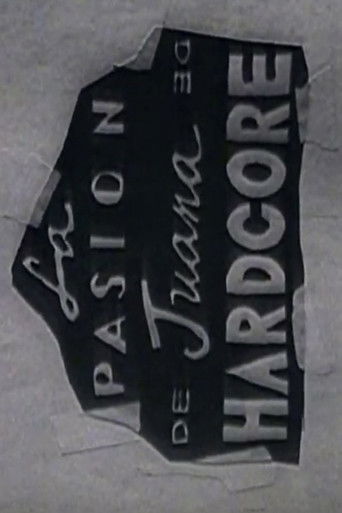 La
PASION
DE Juana DE
HARDCORE